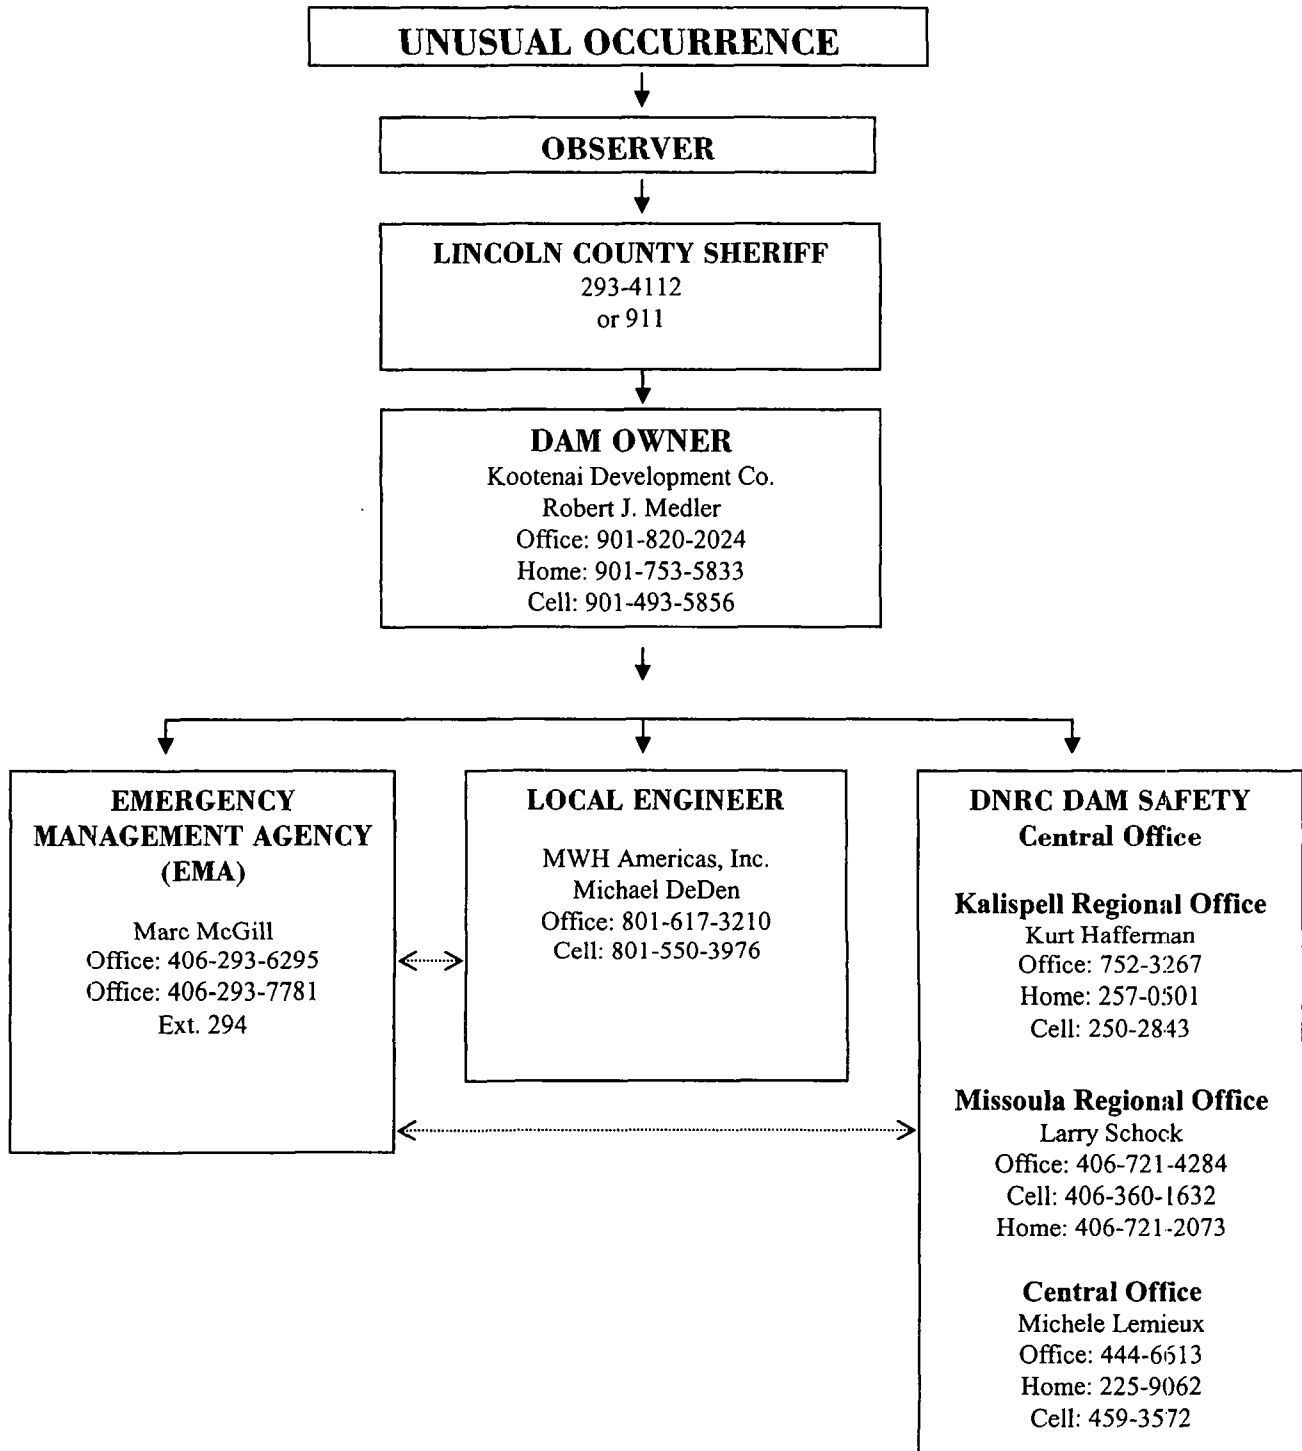 UNUSUAL OCCURRENCE
OBSERVER
LINCOLN COUNTY SHERIFF
293-4112
or 911
DAM OWNER
Kootenai Development Co.
Robert J. Medler
Office: 901-820-2024
Home: 901-753-5833
Cell: 901-493-5856
EMERGENCY
MANAGEMENT AGENCY
(EMA)
Marc McGill
Office: 406-293-6295
Office: 406-293-7781
Ext. 294
LOCAL ENGINEER
MWH Americas, Inc.
Michael DeDen
Office: 801-617-3210
Cell: 801-550-3976
DNRC DAM SAFETY
Central Office
Kalispell Regional Office
Kurt Hafferman
Office: 752-3267
Home: 257-0501
Cell: 250-2843
Missoula Regional Office
Larry Schock
Office: 406-721-4284
Cell: 406-360-1632
Home: 406-721-2073
Central Office
Michele Lemieux
Office: 444-6613
Home: 225-9062
Cell: 459-3572